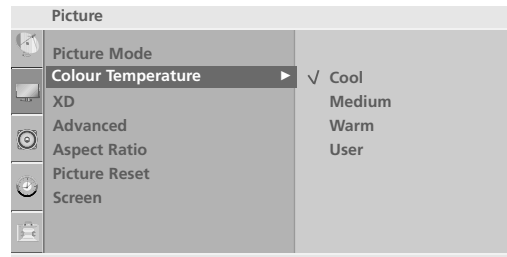 Picture
Picture Mode
Colour Temperature ► √ Cool
XD Medium
Advanced Warm
Aspect Ratio User
Picture Reset
Screen